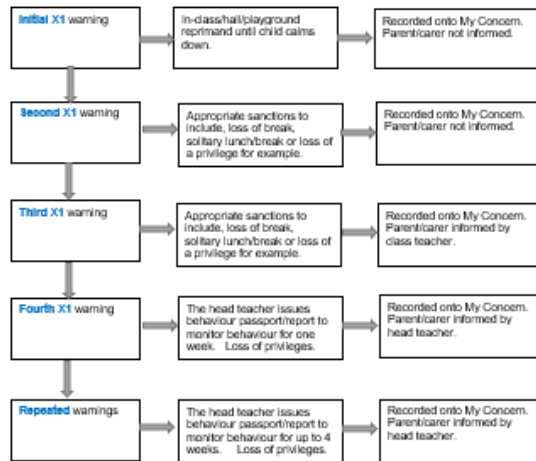 Initial X1 warning
In-class/hall/playground
reprimand until child calms
down.
Recorded onto My Concern.
Parent/carer not informed.
Second X1 warning
Appropriate sanctions to
include, loss of break,
solitary lunch/break or loss of
a privilege for example.
Recorded onto My Concern.
Parent/carer not informed.
Third X1 warning
Appropriate sanctions to
include, loss of break,
solitary lunch/break or loss of
a privilege for example.
Recorded onto My Concern.
Parent/carer informed by
class teacher.
Fourth X1 warning
The head teacher issues
behaviour passport/report to
monitor behaviour for one
week. Loss of privileges.
Recorded onto My Concern.
Parent/carer informed by
head teacher.
Repeated warnings
The head teacher issues
behaviour passport/report to
monitor behaviour for up to 4
weeks. Loss of privileges.
Recorded onto My Concern.
Parent/carer informed by
head teacher.